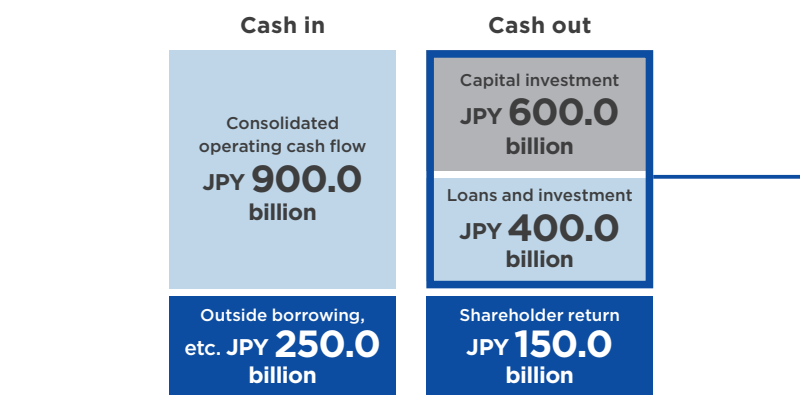 Cash in
Consolidated
operating cash flow
JPY 900.0
billion
Outside borrowing,
etc. JPY 250.0
billion
Cash out
Capital investment
JPY 600.0
billion
Loans and investment
JPY 400.0
billion
Shareholder return
JPY 150.0
billion